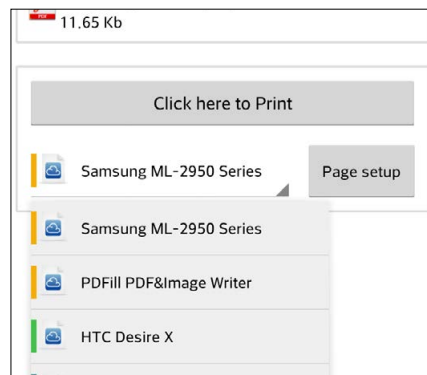 PDF
11.65 Kb
Click here to Print
Samsung ML-2950 Series
Page setup
Samsung ML-2950 Series
PDFill PDF&Image Writer
HTC Desire X